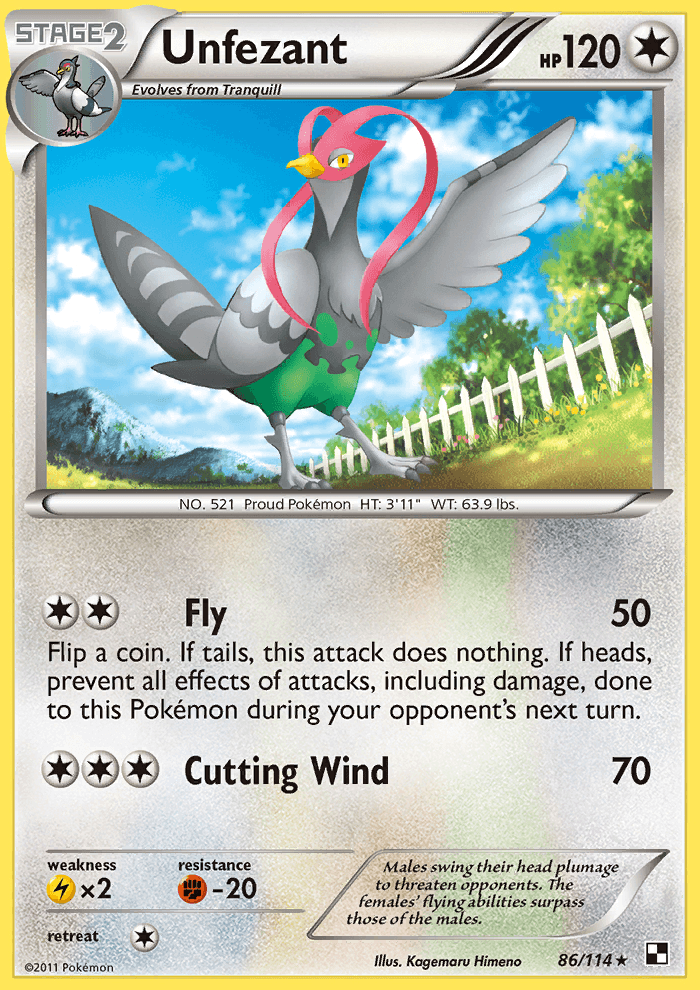 STAGE2
Unfezant
HP120
Evolves from Tranquill
NO. 521 Proud Pokémon HT: 3'11" WT: 63.9 lbs.
Fly 50
Flip a coin. If tails, this attack does nothing. If heads,
prevent all effects of attacks, including damage, done
to this Pokémon during your opponent's next turn.
Cutting Wind 70
weakness
×2
resistance
-20
retreat
Males swing their head plumage
to threaten opponents. The
females' flying abilities surpass
those of the males.
©2011 Pokémon
Illus. Kagemaru Himeno
86/114★